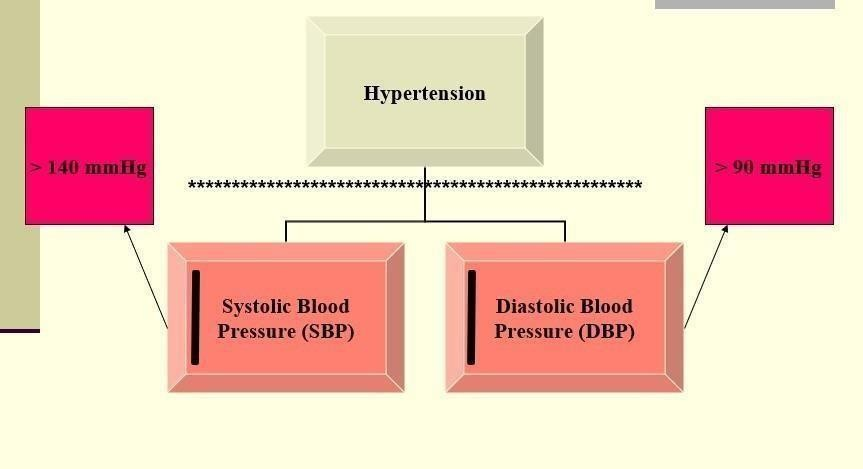 Hypertension
> 140 mmHg
> 90 mmHg
***************************************************
Systolic Blood
Pressure (SBP)
Diastolic Blood
Pressure (DBP)